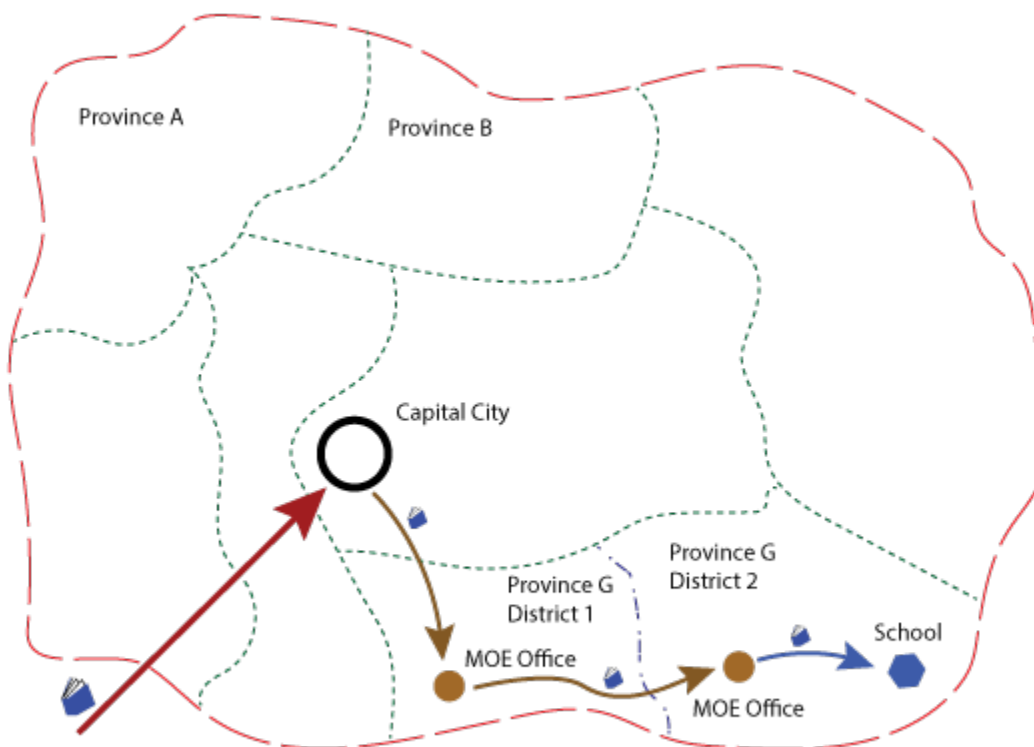 Province A
Province B
Capital City
Province G
District 1
Province G
District 2
School
MOE Office
MOE Office